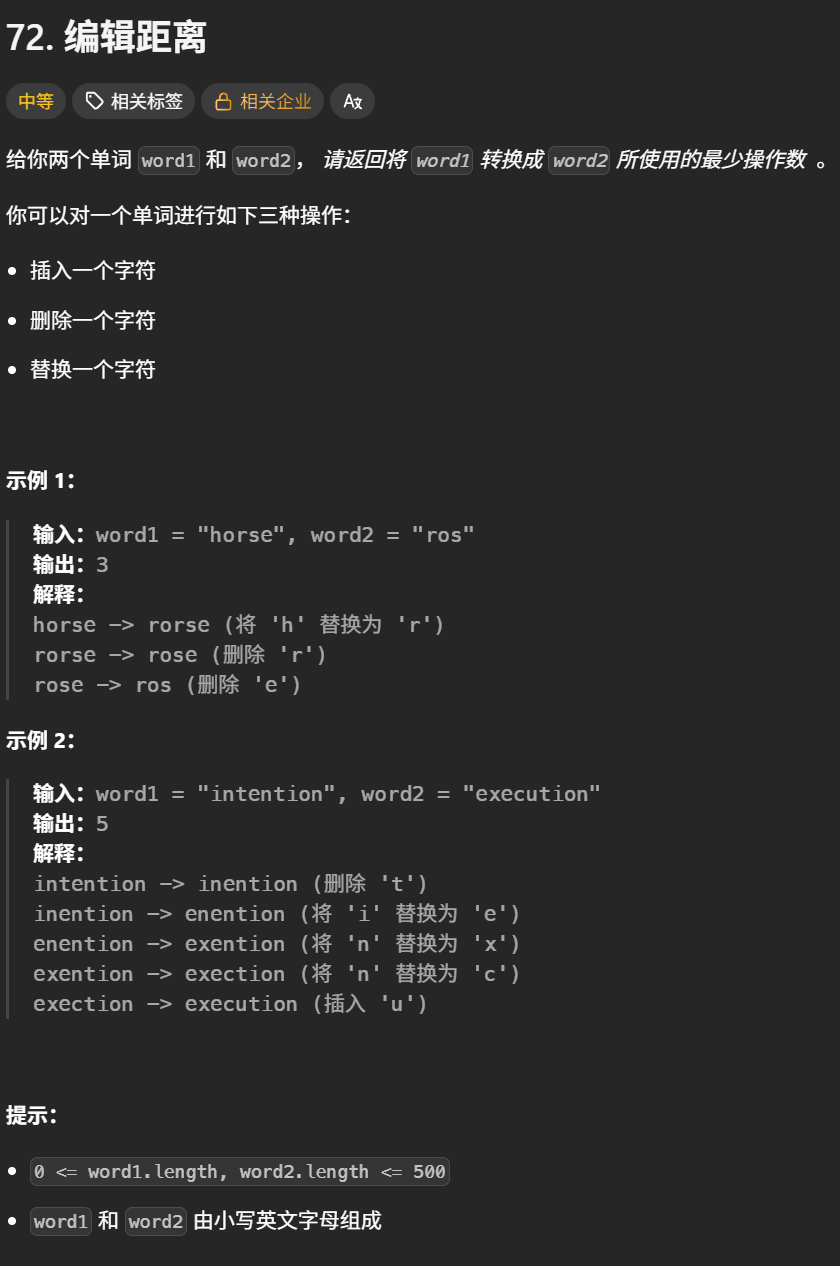 72. 编辑距离
中等 相关标签 相关企业 Ax
给你两个单词 word1 和 word2， 请返回将 word1 转换成 word2 所使用的最少操作数 。
你可以对一个单词进行如下三种操作：
• 插入一个字符
• 删除一个字符
• 替换一个字符
示例 1：
输入：word1 = "horse", word2 = "ros"
输出：3
解释：
horse -> rorse (将 'h' 替换为 'r')
rorse -> rose (删除 'r')
rose -> ros (删除 'e')
示例 2：
输入：word1 = "intention", word2 = "execution"
输出：5
解释：
intention -> inention (删除 't')
inention -> enention (将 'i' 替换为 'e')
enention -> exention (将 'n' 替换为 'x')
exention -> exection (将 'n' 替换为 'c')
exection -> execution (插入 'u')
提示：
• 0 <= word1.length, word2.length <= 500
• word1 和 word2 由小写英文字母组成